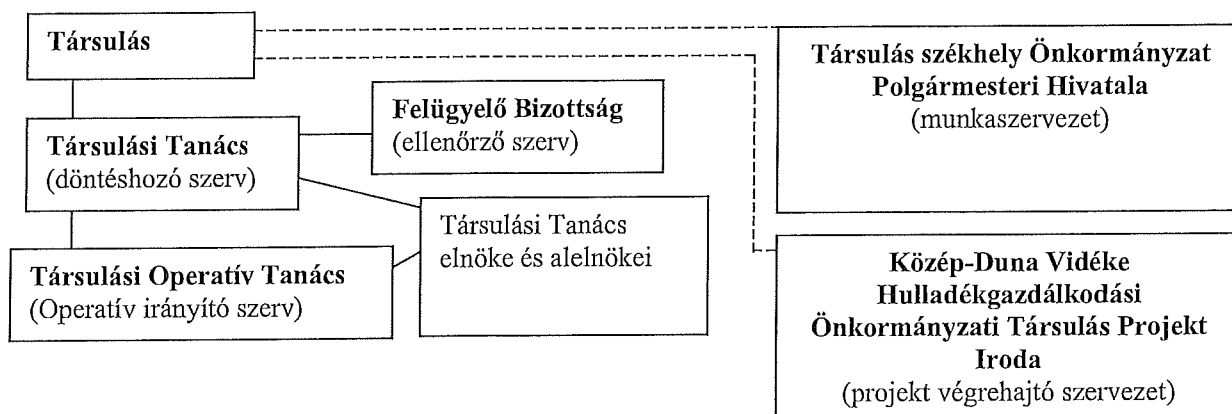 Társulás
Társulási Tanács
(döntéshozó szerv)
Társulási Operatív Tanács
(Operatív irányító szerv)
Felügyelő Bizottság
(ellenőrző szerv)
Társulási Tanács
elnöke és alelnökei
Társulás székhely Önkormányzat
Polgármesteri Hivatala
(munkaszervezet)
Közép-Duna Vidéke
Hulladékgazdálkodási
Önkormányzati Társulás Projekt
Iroda
(projekt végrehajtó szervezet)